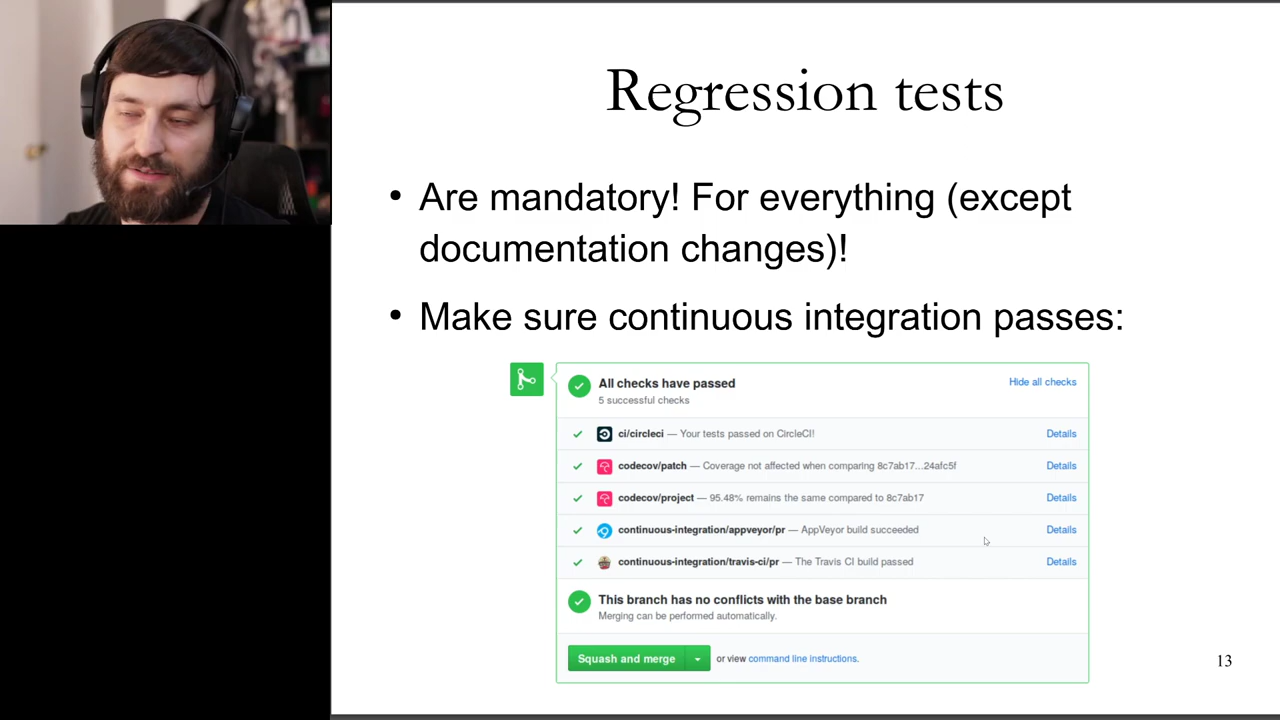 Regression tests
• Are mandatory! For everything (except
documentation changes)!
• Make sure continuous integration passes:
All checks have passed
Hide all checks
5 successful checks
ci/circleci — Your tests passed on CircleCI!
Details
codecov/patch — Coverage not affected when comparing 8c7ab17...24afc5f
Details
codecov/project — 95.48% remains the same compared to 8c7ab17
Details
continuous-integration/appveyor/pr — AppVeyor build succeeded
Details
continuous-integration/travis-ci/pr — The Travis CI build passed
Details
This branch has no conflicts with the base branch
Merging can be performed automatically.
Squash and merge
or view command line instructions.
13